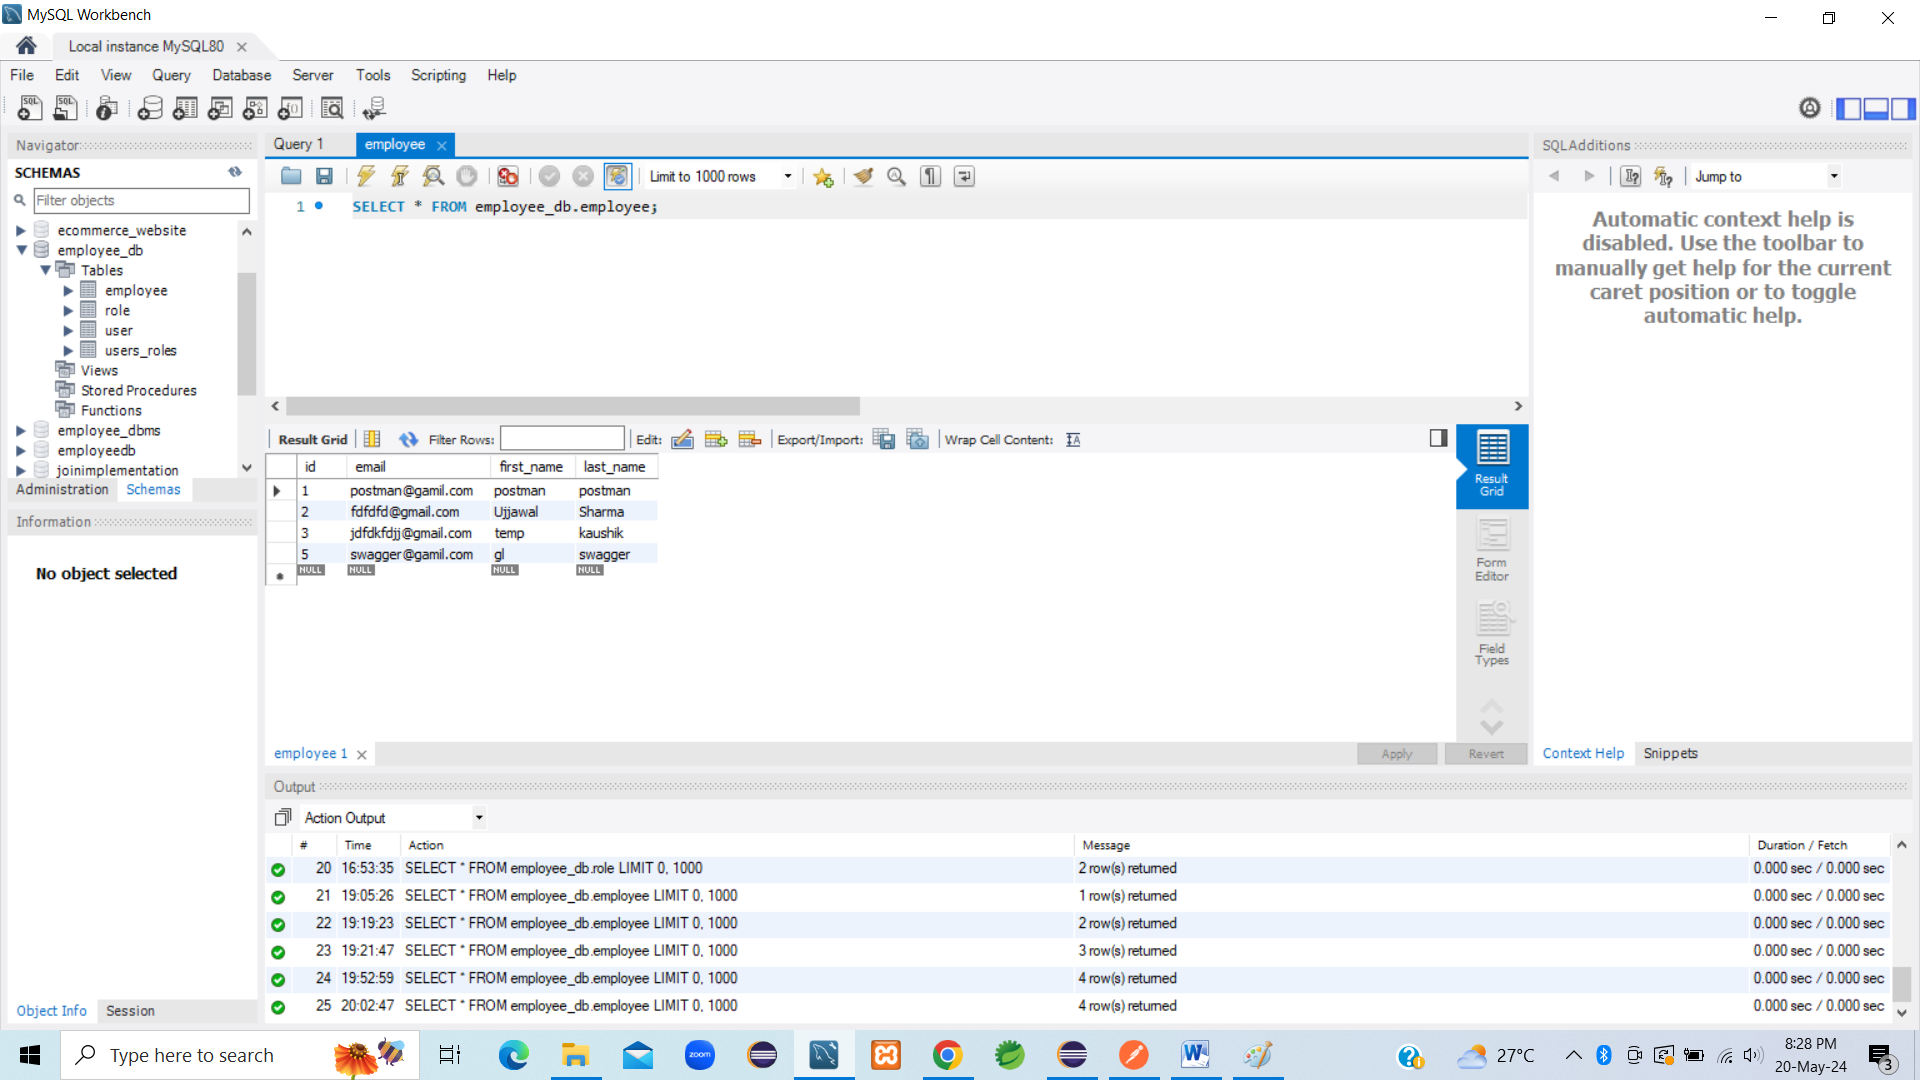 MySQL Workbench
Local instance MySQL80
File Edit View Query Database Server Tools Scripting Help
Navigator
SCHEMAS
Filter objects
ecommerce_website
employee_db
Tables
employee
role
user
users_roles
Views
Stored Procedures
Functions
employee_dbms
employeedb
joinimplementation
Administration Schemas
Information
No object selected
Object Info Session
Query 1 employee
Limit to 1000 rows
1 SELECT * FROM employee_db.employee;
Result Grid Filter Rows: Edit: Export/Import: Wrap Cell Content:
id email first_name last_name
1 postman@gamil.com postman postman
2 fdfdfd@gmail.com Ujjawal Sharma
3 jdfdkfdjj@gmail.com temp kaushik
5 swagger@gamil.com gl swagger
NULL NULL NULL NULL
Result
Grid
Form
Editor
Field
Types
employee 1 Apply Revert
SQLAdditions
Jump to
Automatic context help is
disabled. Use the toolbar to
manually get help for the current
caret position or to toggle
automatic help.
Context Help Snippets
Output
Action Output
# Time Action Message Duration / Fetch
20 16:53:35 SELECT * FROM employee_db.role LIMIT 0, 1000 2 row(s) returned 0.000 sec / 0.000 sec
21 19:05:26 SELECT * FROM employee_db.employee LIMIT 0, 1000 1 row(s) returned 0.000 sec / 0.000 sec
22 19:19:23 SELECT * FROM employee_db.employee LIMIT 0, 1000 2 row(s) returned 0.000 sec / 0.000 sec
23 19:21:47 SELECT * FROM employee_db.employee LIMIT 0, 1000 3 row(s) returned 0.000 sec / 0.000 sec
24 19:52:59 SELECT * FROM employee_db.employee LIMIT 0, 1000 4 row(s) returned 0.000 sec / 0.000 sec
25 20:02:47 SELECT * FROM employee_db.employee LIMIT 0, 1000 4 row(s) returned 0.000 sec / 0.000 sec
Type here to search
zoom
27°C
8:28 PM
20-May-24
3